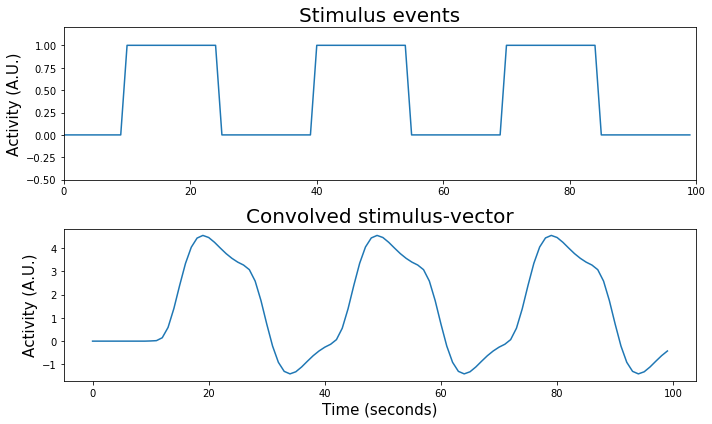 Stimulus events
Activity (A.U.)
1.00
0.75
0.50
0.25
0.00
−0.25
−0.50
0 20 40 60 80 100
Convolved stimulus-vector
Activity (A.U.)
4
3
2
1
0
−1
0 20 40 60 80 100
Time (seconds)